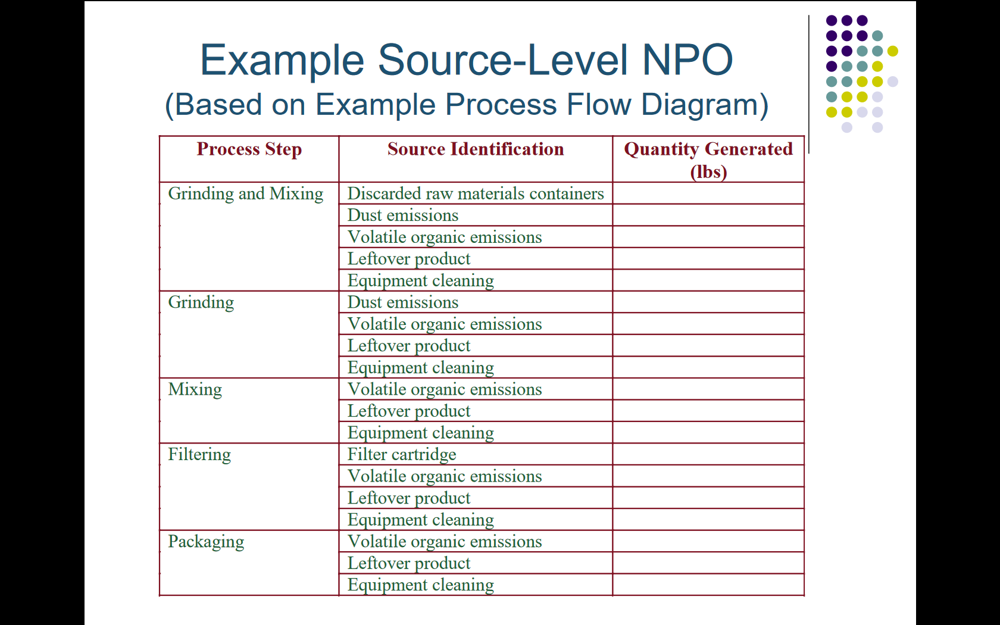 Example Source-Level NPO
(Based on Example Process Flow Diagram)
Process Step Source Identification Quantity Generated
(lbs)
Grinding and Mixing Discarded raw materials containers
Dust emissions
Volatile organic emissions
Leftover product
Equipment cleaning
Grinding Dust emissions
Volatile organic emissions
Leftover product
Equipment cleaning
Mixing Volatile organic emissions
Leftover product
Equipment cleaning
Filtering Filter cartridge
Volatile organic emissions
Leftover product
Equipment cleaning
Packaging Volatile organic emissions
Leftover product
Equipment cleaning